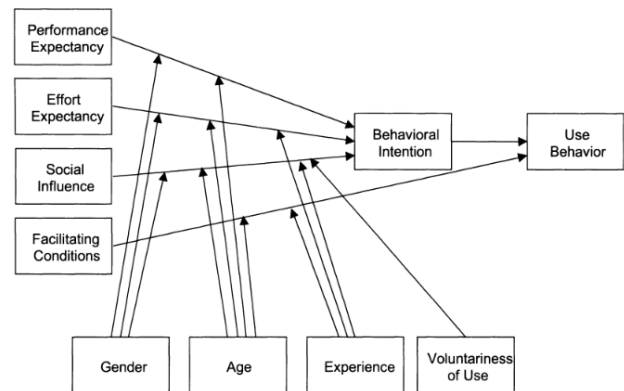 Performance
Expectancy
Effort
Expectancy
Social
Influence
Facilitating
Conditions
Behavioral
Intention
Use
Behavior
Gender
Age
Experience
Voluntariness
of Use